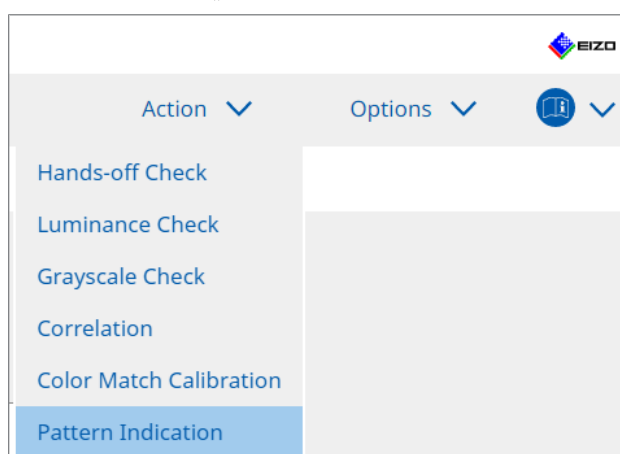 EIZO
Action Options
Hands-off Check
Luminance Check
Grayscale Check
Correlation
Color Match Calibration
Pattern Indication